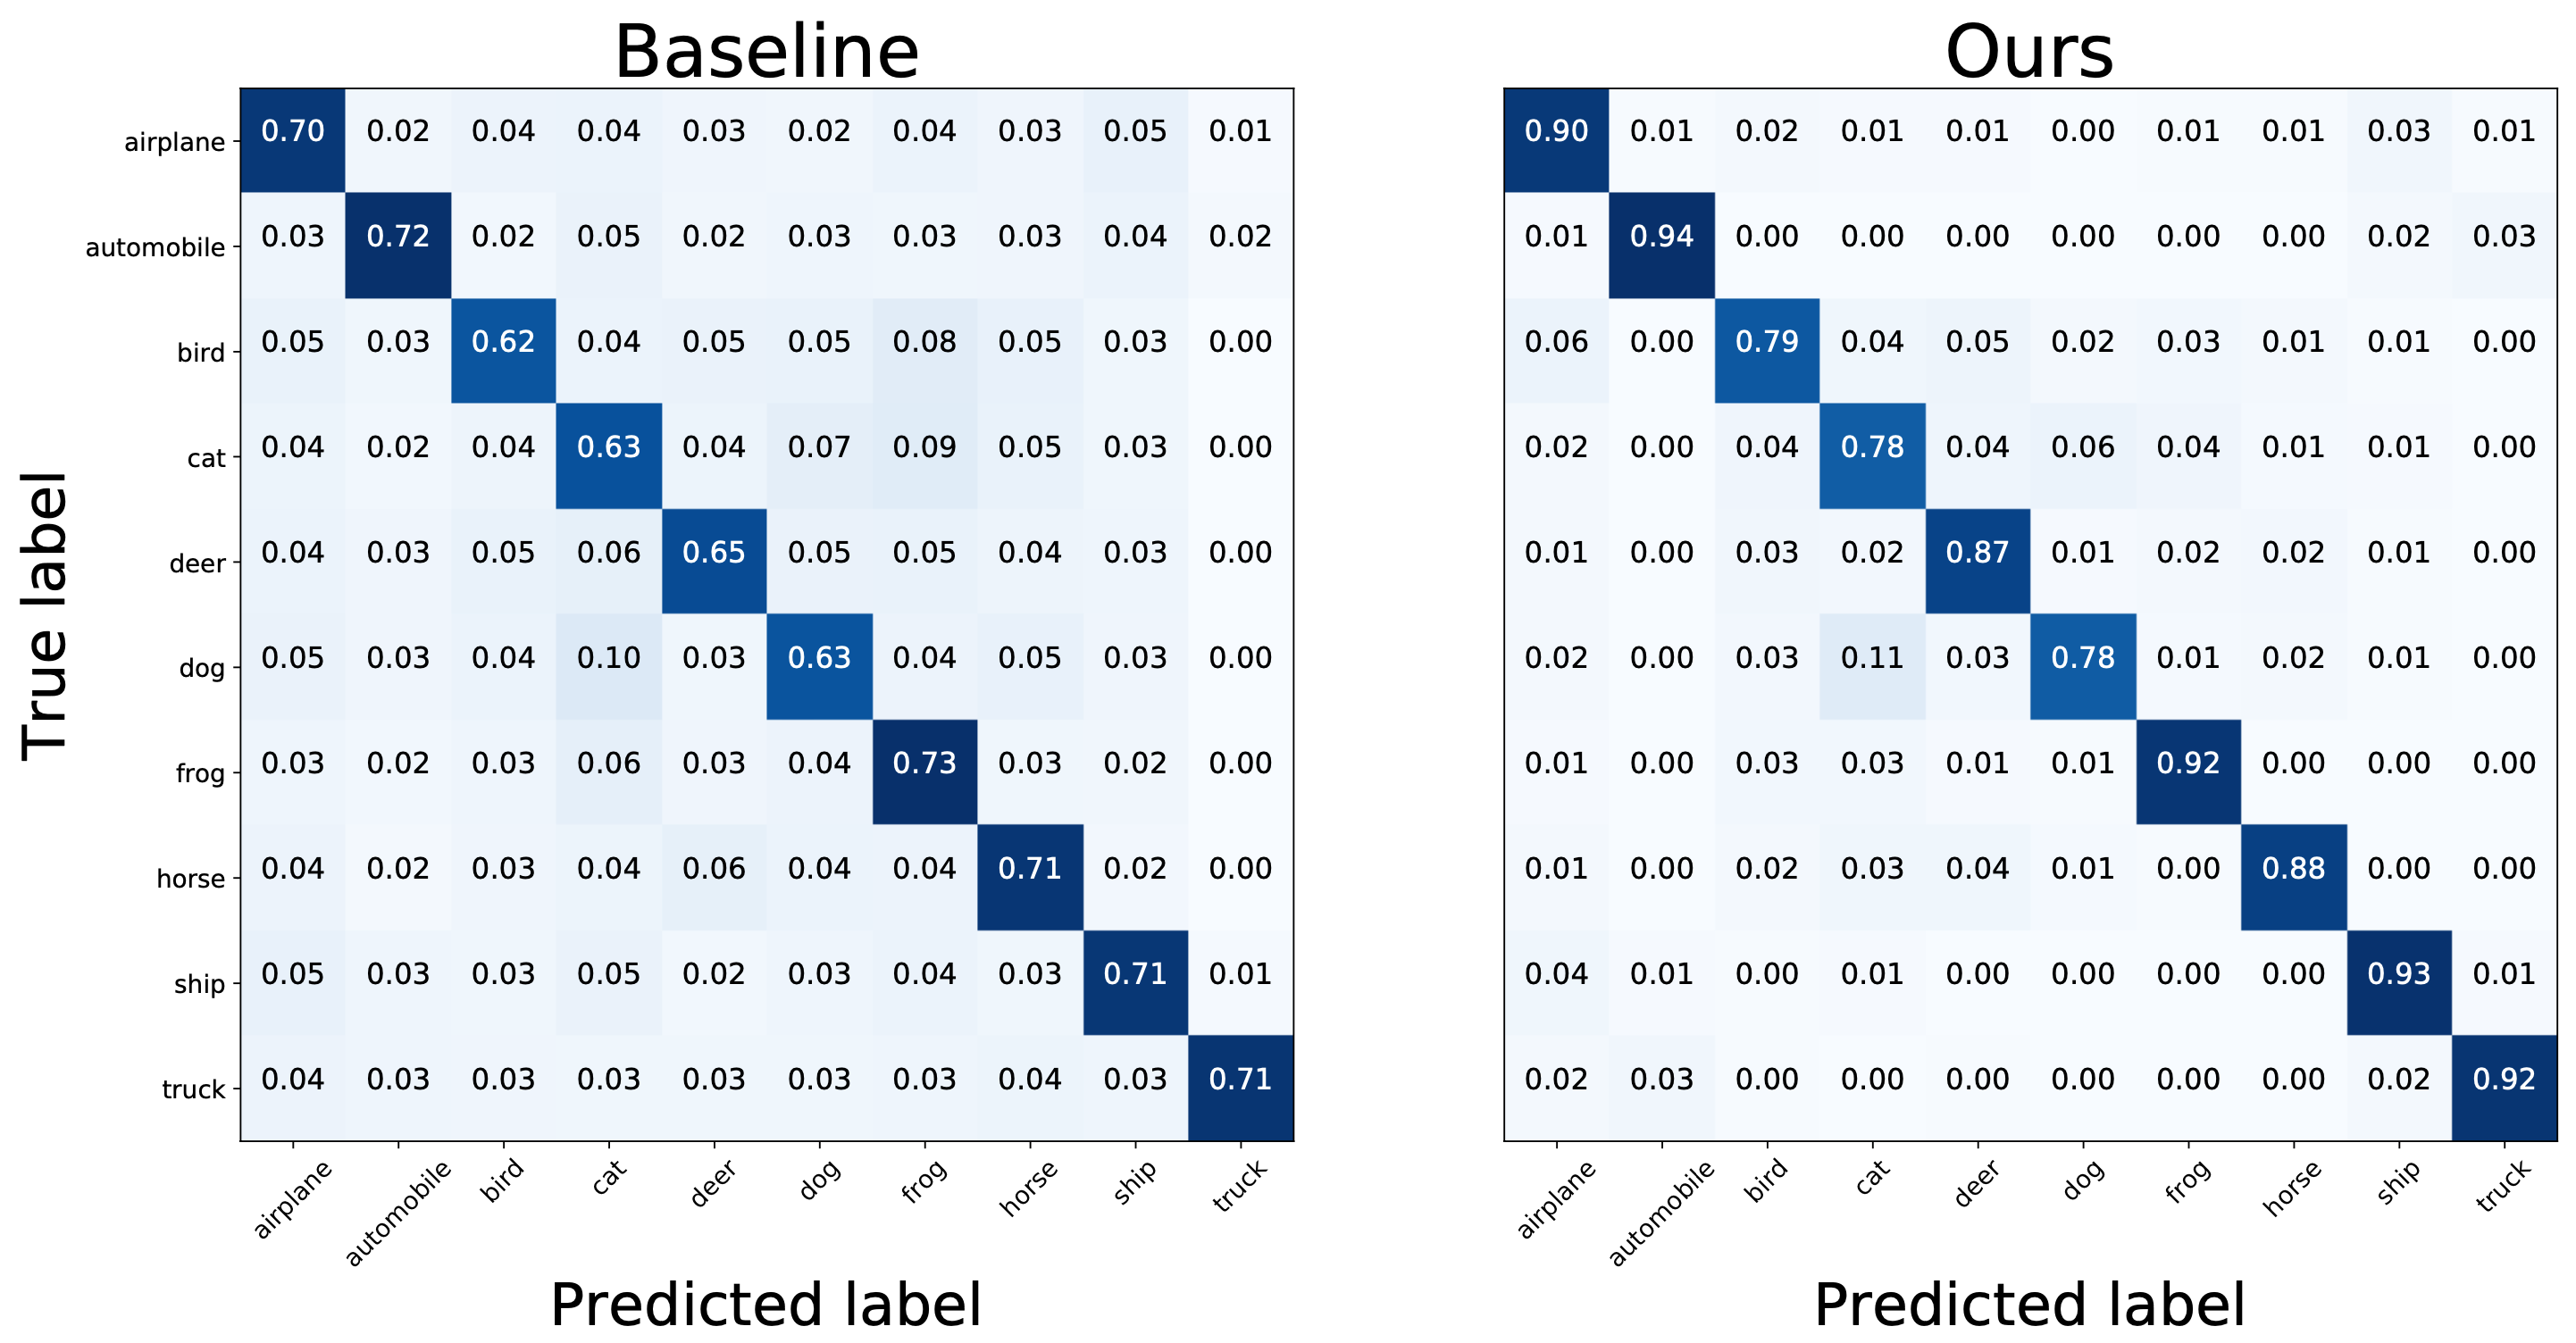 Baseline
Ours
True label
airplane 0.70 0.02 0.04 0.04 0.03 0.02 0.04 0.03 0.05 0.01 0.90 0.01 0.02 0.01 0.01 0.00 0.01 0.01 0.03 0.01
automobile 0.03 0.72 0.02 0.05 0.02 0.03 0.03 0.03 0.04 0.02 0.01 0.94 0.00 0.00 0.00 0.00 0.00 0.00 0.02 0.03
bird 0.05 0.03 0.62 0.04 0.05 0.05 0.08 0.05 0.03 0.00 0.06 0.00 0.79 0.04 0.05 0.02 0.03 0.01 0.01 0.00
cat 0.04 0.02 0.04 0.63 0.04 0.07 0.09 0.05 0.03 0.00 0.02 0.00 0.04 0.78 0.04 0.06 0.04 0.01 0.01 0.00
deer 0.04 0.03 0.05 0.06 0.65 0.05 0.05 0.04 0.03 0.00 0.01 0.00 0.03 0.02 0.87 0.01 0.02 0.02 0.01 0.00
dog 0.05 0.03 0.04 0.10 0.03 0.63 0.04 0.05 0.03 0.00 0.02 0.00 0.03 0.11 0.03 0.78 0.01 0.02 0.01 0.00
frog 0.03 0.02 0.03 0.06 0.03 0.04 0.73 0.03 0.02 0.00 0.01 0.00 0.03 0.03 0.01 0.01 0.92 0.00 0.00 0.00
horse 0.04 0.02 0.03 0.04 0.06 0.04 0.04 0.71 0.02 0.00 0.01 0.00 0.02 0.03 0.04 0.01 0.00 0.88 0.00 0.00
ship 0.05 0.03 0.03 0.05 0.02 0.03 0.04 0.03 0.71 0.01 0.04 0.01 0.00 0.01 0.00 0.00 0.00 0.00 0.93 0.01
truck 0.04 0.03 0.03 0.03 0.03 0.03 0.03 0.04 0.03 0.71 0.02 0.03 0.00 0.00 0.00 0.00 0.00 0.00 0.02 0.92
airplane automobile bird cat deer dog frog horse ship truck
airplane automobile bird cat deer dog frog horse ship truck
Predicted label
Predicted label